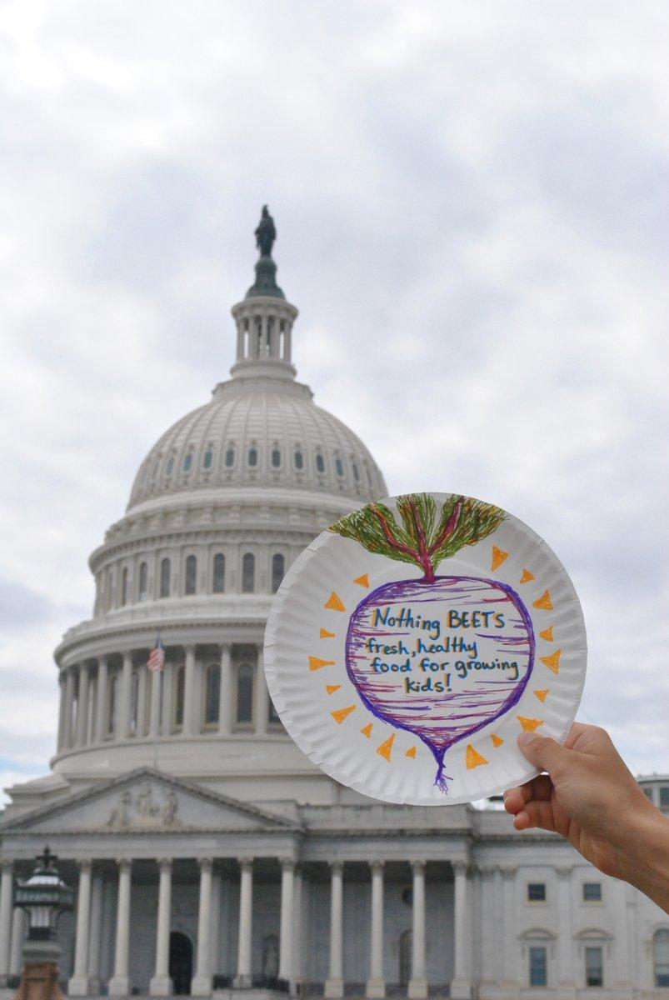 Nothing BEETS
fresh, healthy
food for growing
kids!